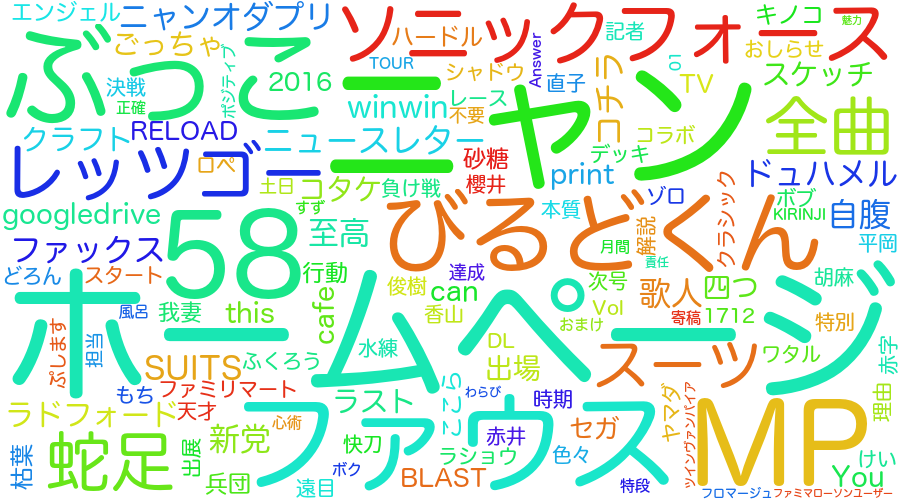 エンジェル
ニャンオダプリ
ソニックフォース
キノコ
魅力
ハードル
記者
ごっちゃ
おしらせ
ぶっこ
ポジティブ
TOUR
Answer
直子
01
TV
スケッチ
決戦
2016
シャドウ
コチラ
正確
winwin
レース
不要
ニャン
コラボ
全曲
クラフト
RELOAD
ニュースレター
デッキ
レッツゴー
ロペ
砂糖
櫻井
print
ドュハメル
土日
コタケ
負け戦
ゾロ
ボブ
KIRINJI
自腹
googledrive
58
すず
至高
びるどくん
本質
解説
クラシック
月間
平岡
ファックス
責任
どろん
スタート
行動
達成
次号
歌人
四つ
胡麻
俊樹
can
風呂
我妻
this
cafe
香山
Vol
おまけ
寄稿
1712
特別
ホームページ
ぷします
担当
SUITS
ふくろう
水練
DL
出場
スーツ
ワタル
赤字
もち
ファミリマート
ラスト
こころ
わらび
時期
ヤマダ
ツインヴァンパイア
MP
理由
ラドフォード
天才
心術
ファウス
赤井
セガ
蛇足
新党
快刀
ラショウ
色々
けい
枯葉
出展
兵団
ボク
遠目
BLAST
特段
You
フロマージュ
ファミマローソンユーザー